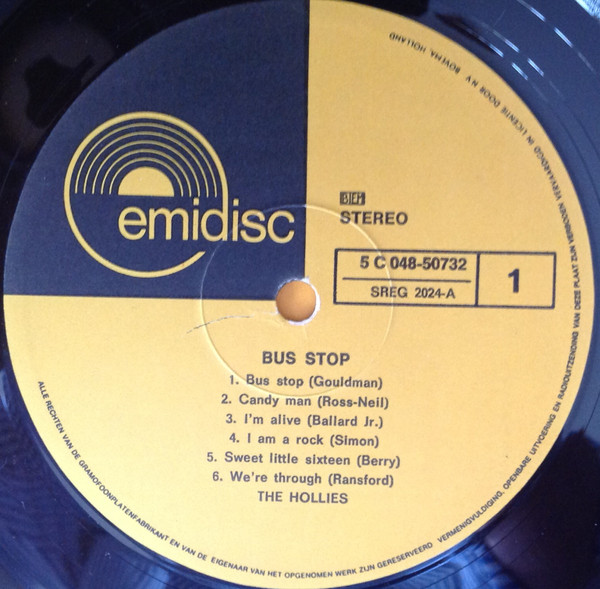 emidisc
BIEM
STEREO
5 C 048-50732
SREG 2024-A
1
BUS STOP
1. Bus stop (Gouldman)
2. Candy man (Ross-Neil)
3. I'm alive (Ballard Jr.)
4. I am a rock (Simon)
5. Sweet little sixteen (Berry)
6. We're through (Ransford)
THE HOLLIES
ALLE RECHTEN VAN DE GRAMOFOONPLATENFABRIKANT EN VAN DE EIGENAAR VAN HET OPGENOMEN WERK ZIJN GERESERVEERD VERMENIGVULDIGING, OPENBARE UITVOERING EN RADIOUITZENDING VAN DEZE PLAAT ZIJN VERBODEN VERVAARDIGD IN LICENTIE DOOR N.V. BOVEMA HOLLAND